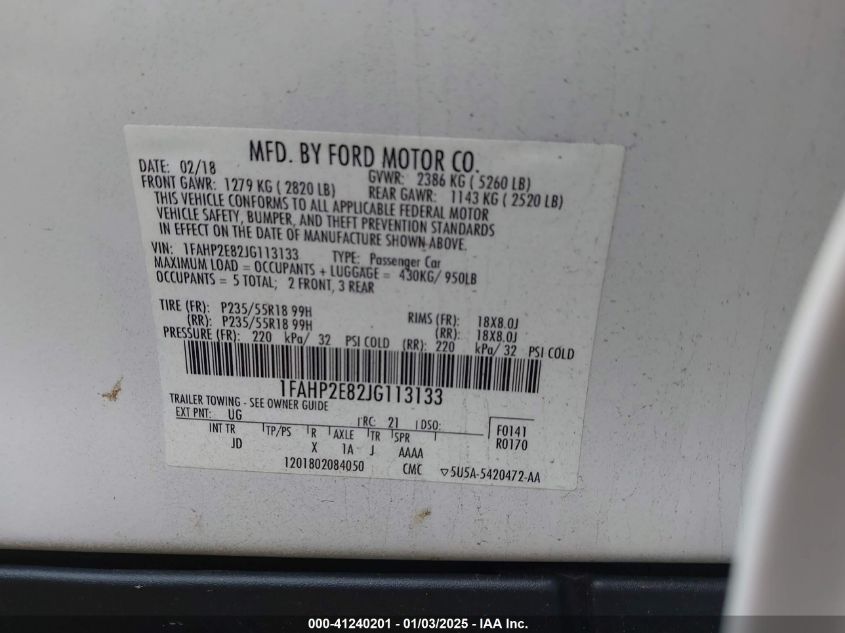 MFD. BY FORD MOTOR CO.
DATE: 02/18 GVWR: 2386 KG ( 5260 LB)
FRONT GAWR: 1279 KG ( 2820 LB) REAR GAWR: 1143 KG ( 2520 LB)
THIS VEHICLE CONFORMS TO ALL APPLICABLE FEDERAL MOTOR
VEHICLE SAFETY, BUMPER, AND THEFT PREVENTION STANDARDS
IN EFFECT ON THE DATE OF MANUFACTURE SHOWN ABOVE.
VIN: 1FAHP2E82JG113133 TYPE: Passenger Car
MAXIMUM LOAD = OCCUPANTS + LUGGAGE = 430KG/ 950LB
OCCUPANTS = 5 TOTAL; 2 FRONT, 3 REAR
TIRE (FR): P235/55R18 99H RIMS (FR): 18X8.0J
(RR): P235/55R18 99H (RR): 18X8.0J
PRESSURE (FR): 220 kPa/ 32 PSI COLD (RR): 220 kPa/ 32 PSI COLD
1FAHP2E82JG113133
TRAILER TOWING - SEE OWNER GUIDE
EXT PNT: UG RC: 21 DSO: F0141
R0170
INT TR TP/PS R AXLE TR SPR
JD X 1A J AAAA
1201802084050 CMC ▽5U5A-5420472-AA
000-41240201 - 01/03/2025 - IAA Inc.